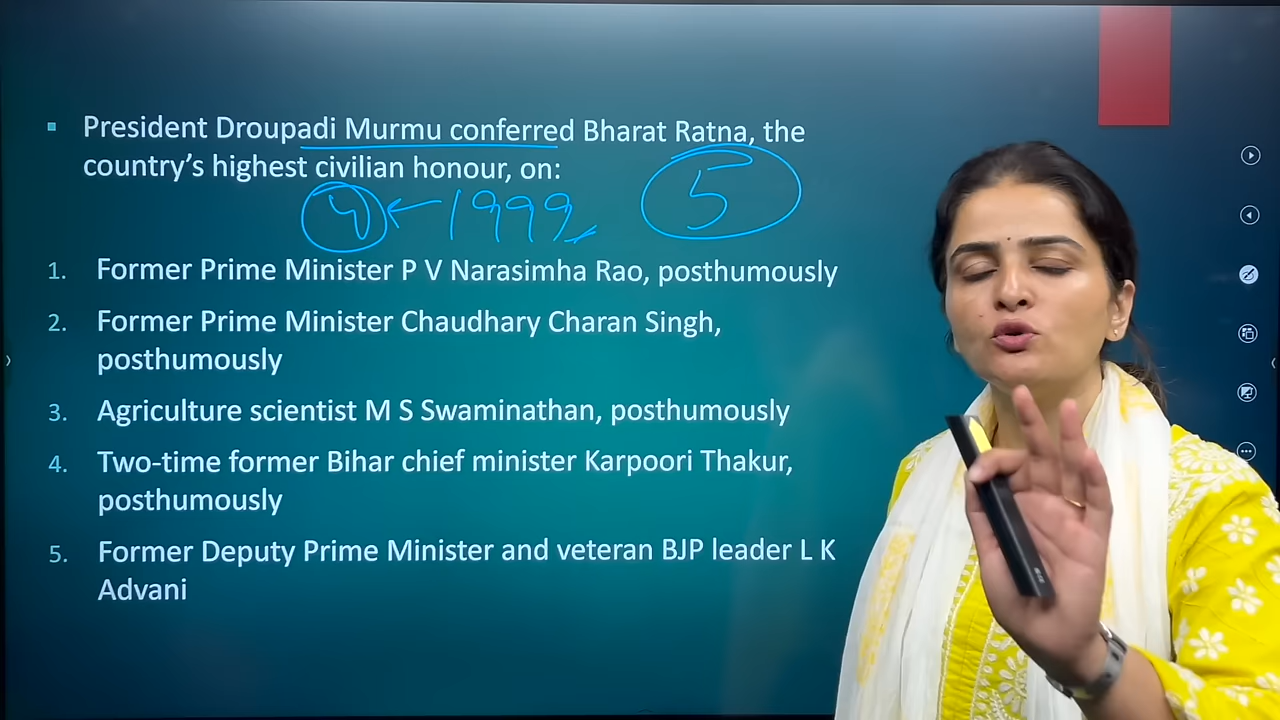 President Droupadi Murmu conferred Bharat Ratna, the
country's highest civilian honour, on:
4 ← 1999 5
1. Former Prime Minister P V Narasimha Rao, posthumously
2. Former Prime Minister Chaudhary Charan Singh,
posthumously
3. Agriculture scientist M S Swaminathan, posthumously
4. Two-time former Bihar chief minister Karpoori Thakur,
posthumously
5. Former Deputy Prime Minister and veteran BJP leader L K
Advani